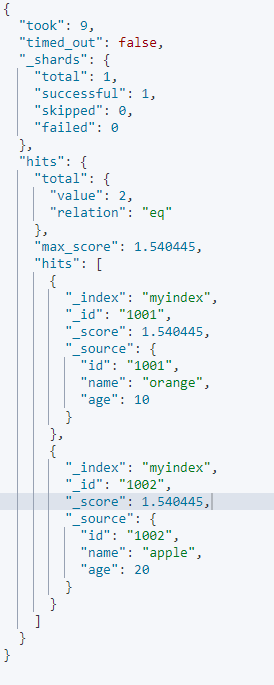 {
  "took": 9,
  "timed_out": false,
  "_shards": {
    "total": 1,
    "successful": 1,
    "skipped": 0,
    "failed": 0
  },
  "hits": {
    "total": {
      "value": 2,
      "relation": "eq"
    },
    "max_score": 1.540445,
    "hits": [
      {
        "_index": "myindex",
        "_id": "1001",
        "_score": 1.540445,
        "_source": {
          "id": "1001",
          "name": "orange",
          "age": 10
        }
      },
      {
        "_index": "myindex",
        "_id": "1002",
        "_score": 1.540445,
        "_source": {
          "id": "1002",
          "name": "apple",
          "age": 20
        }
      }
    ]
  }
}